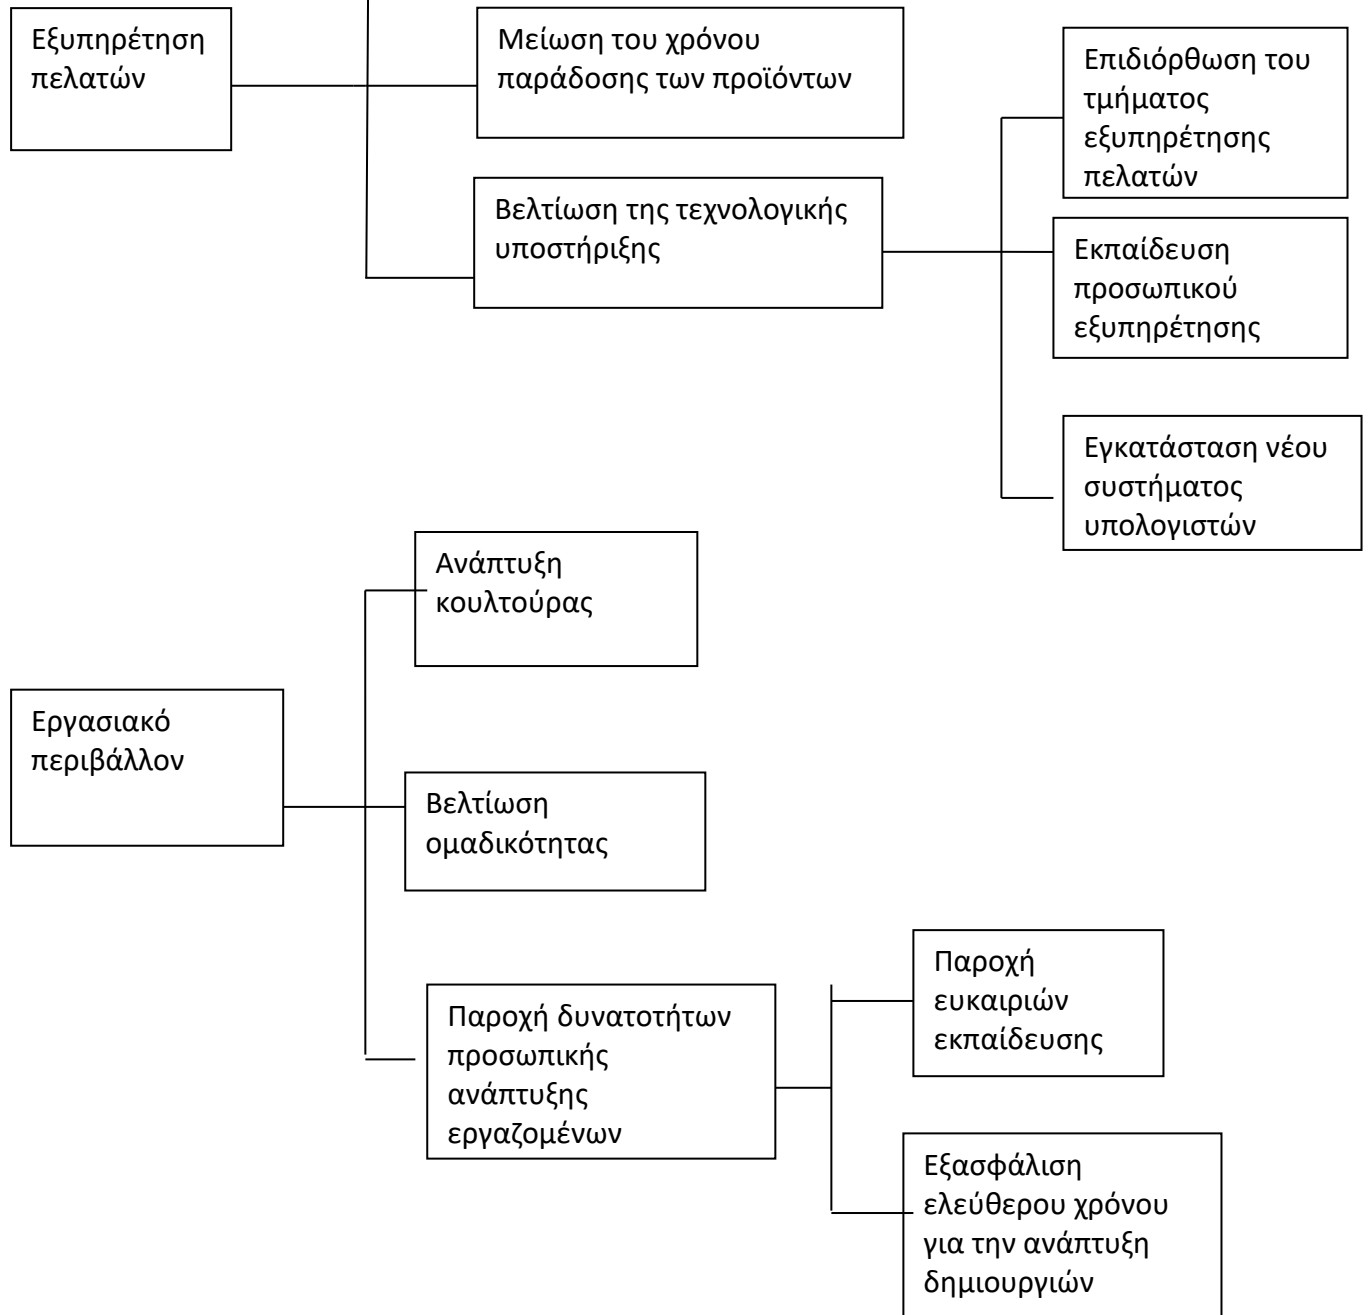 Εξυπηρέτηση
πελατών
Μείωση του χρόνου
παράδοσης των προϊόντων
Βελτίωση της τεχνολογικής
υποστήριξης
Επιδιόρθωση του
τμήματος
εξυπηρέτησης
πελατών
Εκπαίδευση
προσωπικού
εξυπηρέτησης
Εγκατάσταση νέου
συστήματος
υπολογιστών
Ανάπτυξη
κουλτούρας
Εργασιακό
περιβάλλον
Βελτίωση
ομαδικότητας
Παροχή δυνατοτήτων
προσωπικής
ανάπτυξης
εργαζομένων
Παροχή
ευκαιριών
εκπαίδευσης
Εξασφάλιση
ελεύθερου χρόνου
για την ανάπτυξη
δημιουργιών